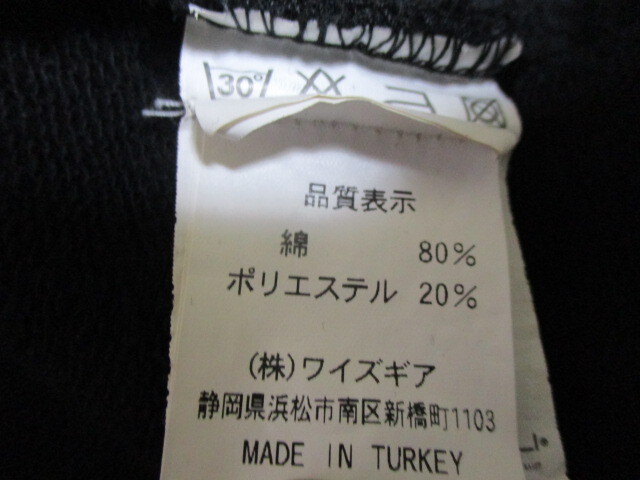 30°
品質表示
綿 80%
ポリエステル 20%
(株)ワイズギア
静岡県浜松市南区新橋町1103
MADE IN TURKEY